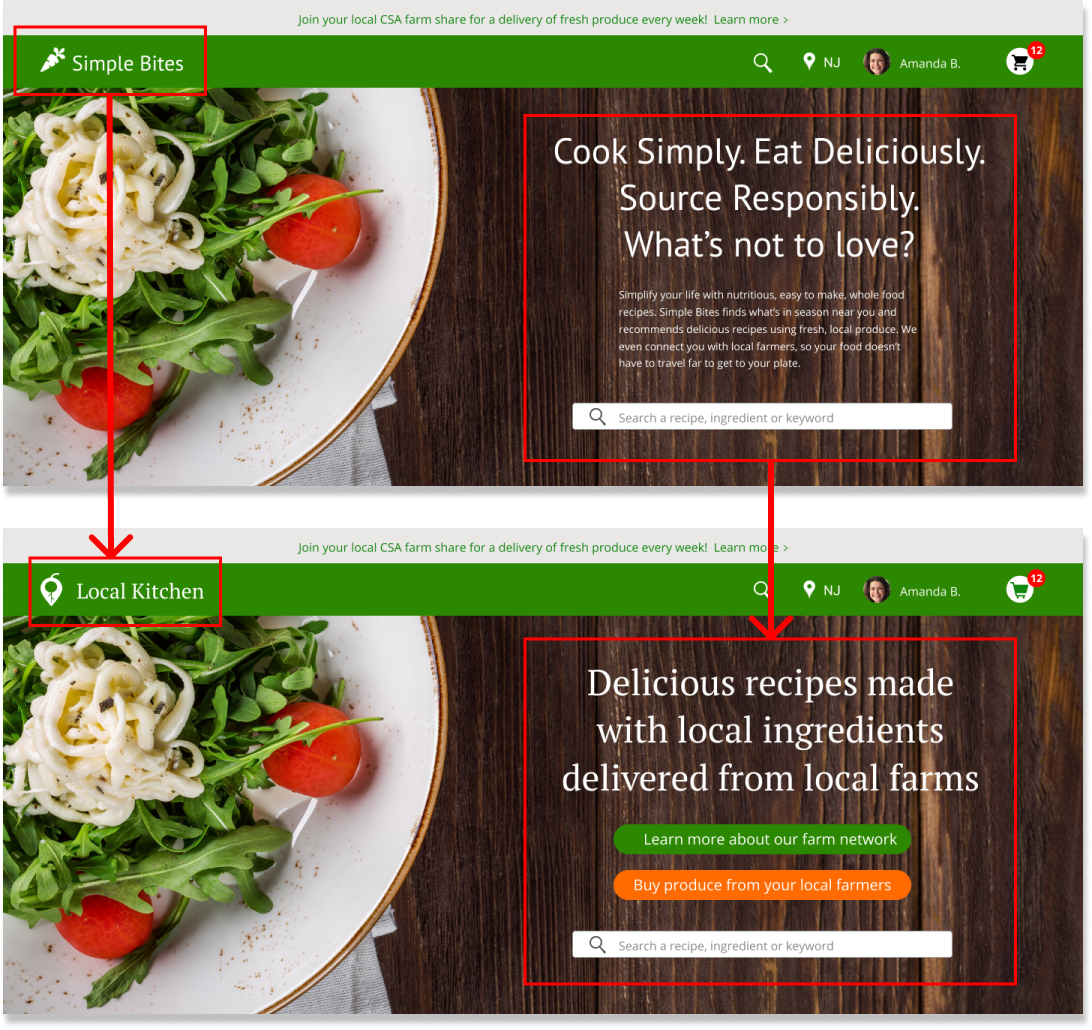 Join your local CSA farm share for a delivery of fresh produce every week! Learn more >
Simple Bites
NJ
Amanda B.
12
Cook Simply. Eat Deliciously.
Source Responsibly.
What's not to love?
Simplify your life with nutritious, easy to make, whole food
recipes. Simple Bites finds what's in season near you and
recommends delicious recipes using fresh, local produce. We
even connect you with local farmers, so your food doesn't
have to travel far to get to your plate.
Search a recipe, ingredient or keyword
Join your local CSA farm share for a delivery of fresh produce every week! Learn more >
Local Kitchen
NJ
Amanda B.
12
Delicious recipes made
with local ingredients
delivered from local farms
Learn more about our farm network
Buy produce from your local farmers
Search a recipe, ingredient or keyword